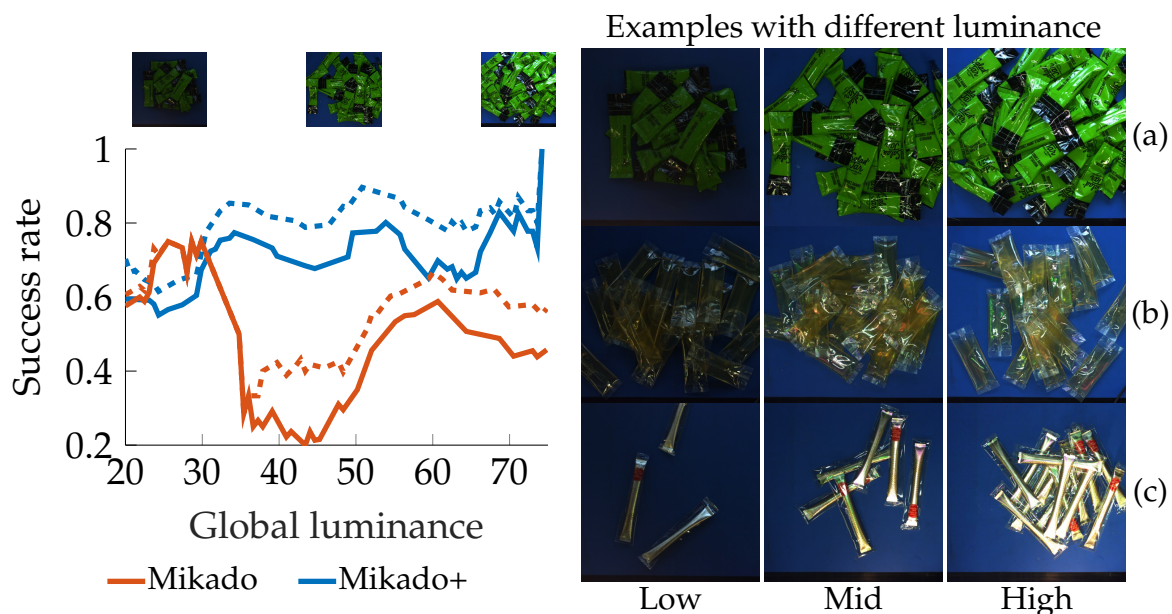 Examples with different luminance
1
0.8
0.6
0.4
0.2
Success rate
20 30 40 50 60 70
Global luminance
Mikado Mikado+
(a)
(b)
(c)
Low Mid High